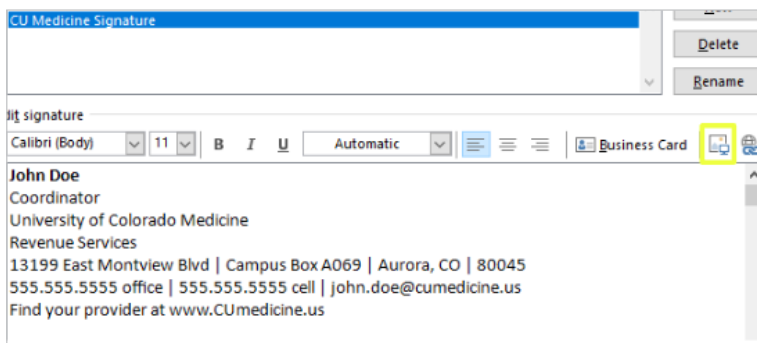 CU Medicine Signature
Delete
Rename
dit signature
Calibri (Body)
11
B
I
U
Automatic
Business Card
John Doe
Coordinator
University of Colorado Medicine
Revenue Services
13199 East Montview Blvd | Campus Box A069 | Aurora, CO | 80045
555.555.5555 office | 555.555.5555 cell | john.doe@cumedicine.us
Find your provider at www.CUmedicine.us